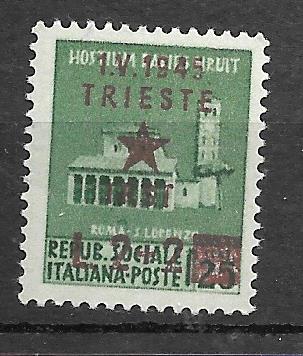 HOSTIUM RABIES DIRUIT
1.V.1945
TRIESTE
ROMA - S. LORENZO
REPUB. SOCIALE
L. 2+2
ITALIANA-POSTE
25